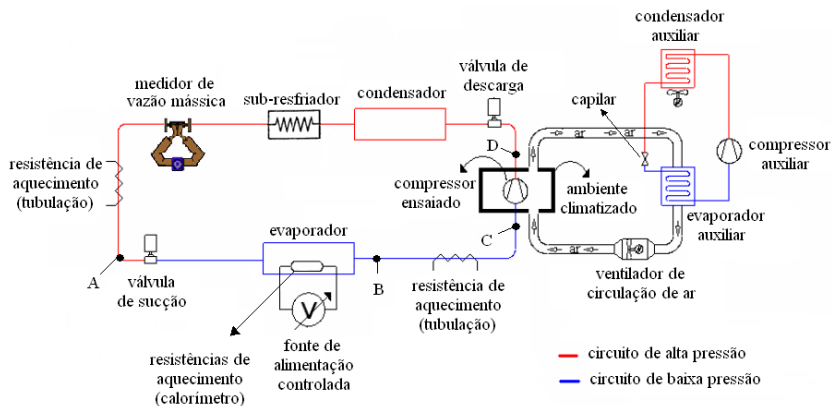 condensador
auxiliar
válvula de
descarga
medidor de
vazão mássica
sub-resfriador
condensador
capilar
ar
ar
compressor
auxiliar
D
resistência de
aquecimento
(tubulação)
compressor
ensaiado
ambiente
climatizado
evaporador
auxiliar
C
evaporador
ar
A
válvula
de sucção
B
resistência de
aquecimento
(tubulação)
ventilador de
circulação de ar
V
resistências de
aquecimento
(calorímetro)
fonte de
alimentação
controlada
circuito de alta pressão
circuito de baixa pressão